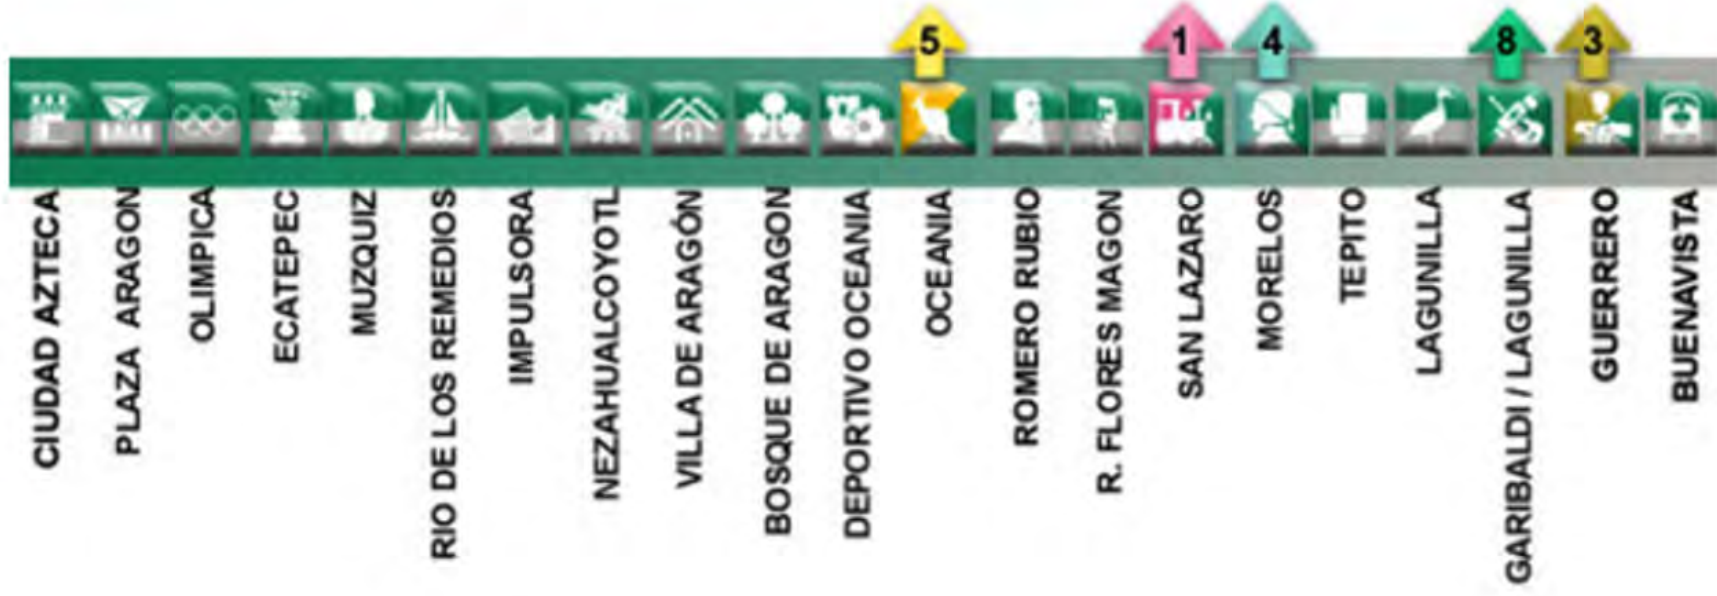 5
1
4
8
3
CIUDAD AZTECA
PLAZA ARAGON
OLIMPICA
ECATEPEC
MUZQUIZ
RIO DE LOS REMEDIOS
IMPULSORA
NEZAHUALCOYOTL
VILLA DE ARAGÓN
BOSQUE DE ARAGON
DEPORTIVO OCEANIA
OCEANIA
ROMERO RUBIO
R. FLORES MAGON
SAN LAZARO
MORELOS
TEPITO
LAGUNILLA
GARIBALDI / LAGUNILLA
GUERRERO
BUENAVISTA